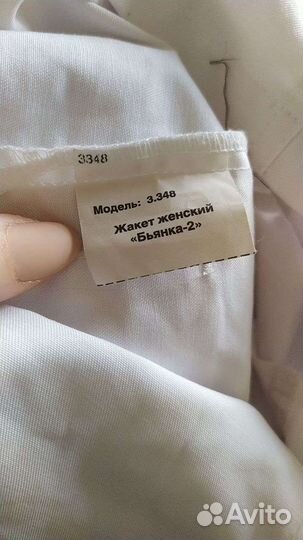 3348
Модель: 3.348
Жакет женский
«Бьянка-2»
Avito